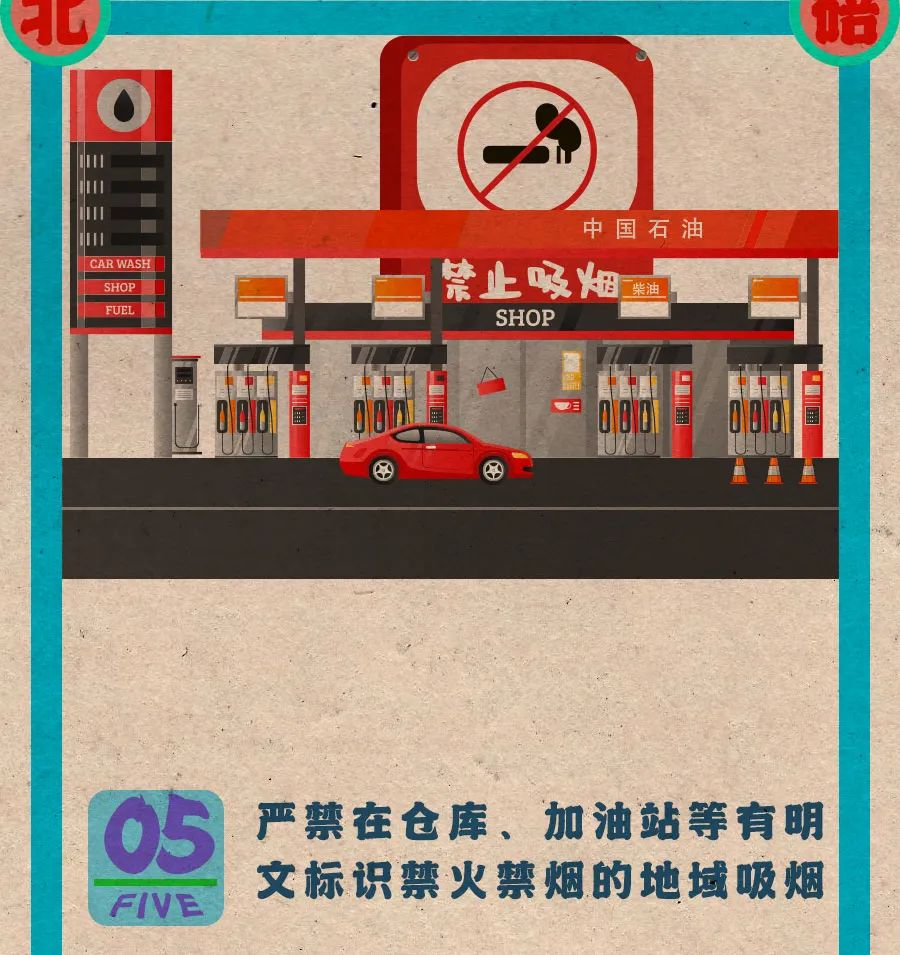 北 碚
中国石油
禁止吸烟
柴油
SHOP
CAR WASH
SHOP
FUEL
05
FIVE
严禁在仓库、加油站等有明
文标识禁火禁烟的地域吸烟